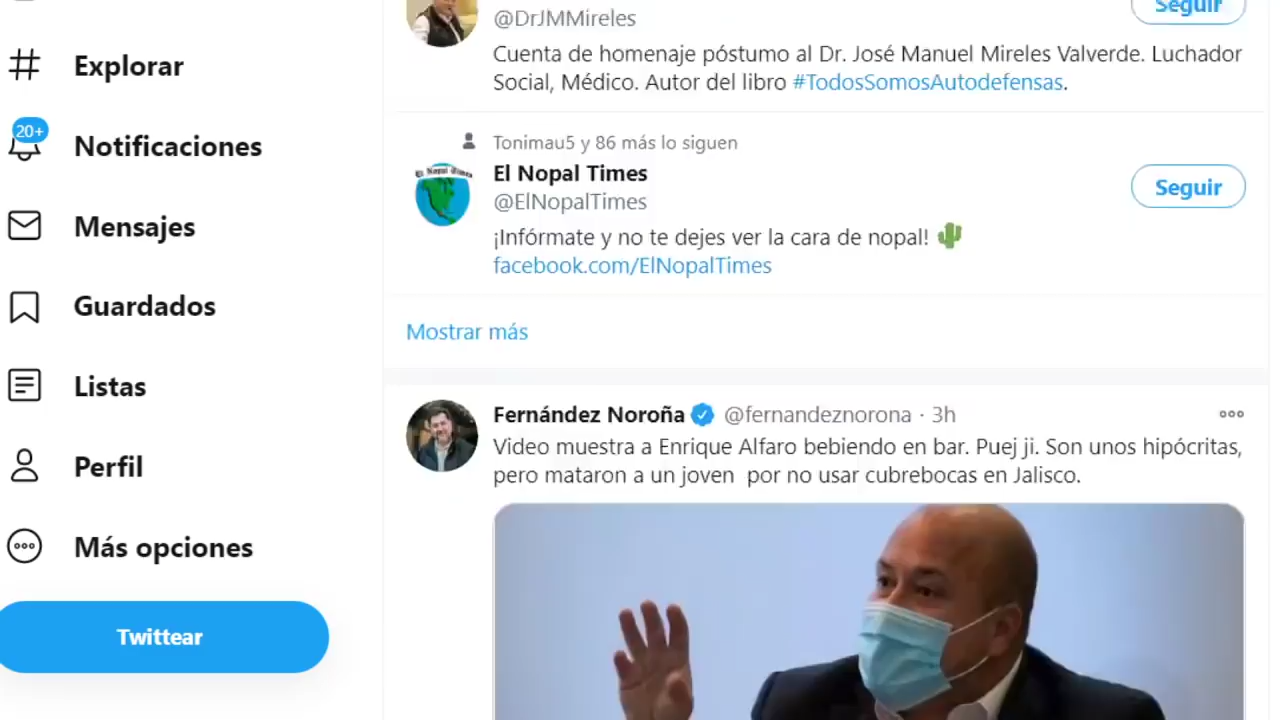 Explorar
20+
Notificaciones
Mensajes
Guardados
Listas
Perfil
Más opciones
Twittear
@DrJMMireles
Seguir
Cuenta de homenaje póstumo al Dr. José Manuel Mireles Valverde. Luchador
Social, Médico. Autor del libro #TodosSomosAutodefensas.
Tonimau5 y 86 más lo siguen
El Nopal Times
El Nopal Times
@ElNopalTimes
Seguir
¡Infórmate y no te dejes ver la cara de nopal! 🌵
facebook.com/ElNopalTimes
Mostrar más
Fernández Noroña @fernandeznorona · 3h
Video muestra a Enrique Alfaro bebiendo en bar. Puej ji. Son unos hipócritas,
pero mataron a un joven por no usar cubrebocas en Jalisco.